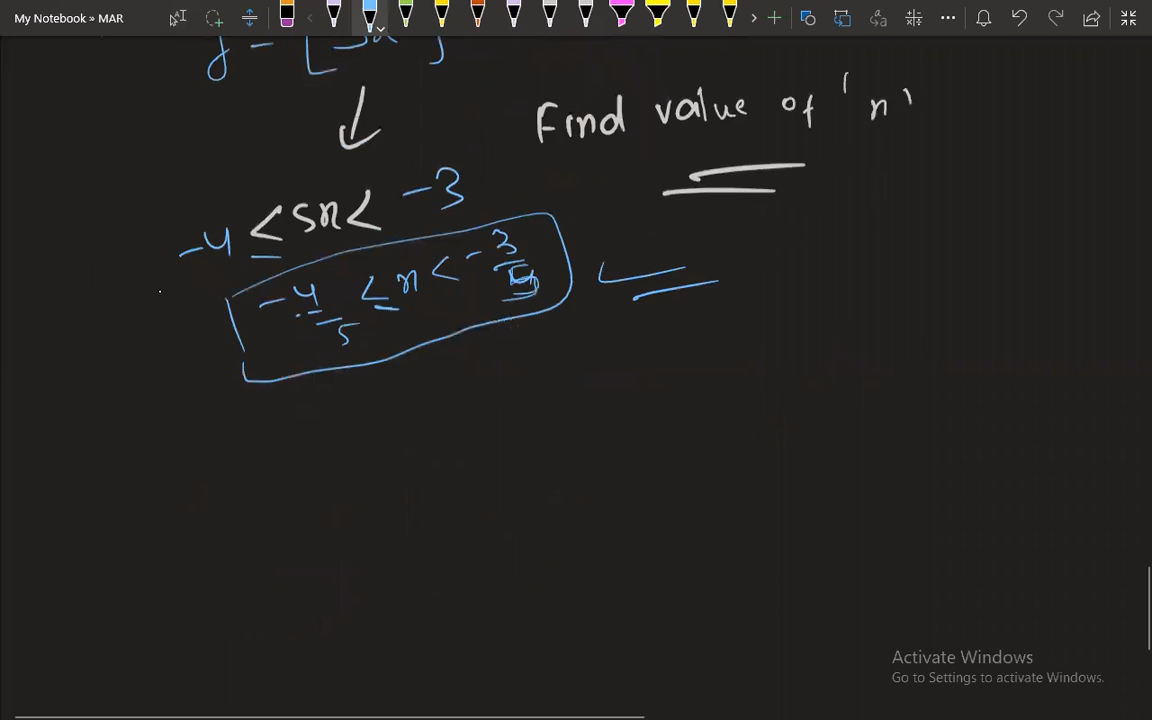 My Notebook » MAR
y = [5x]
Find value of 'x'
-4 ≤ 5x < -3
-4/5 ≤ x < -3/5
Activate Windows
Go to Settings to activate Windows.